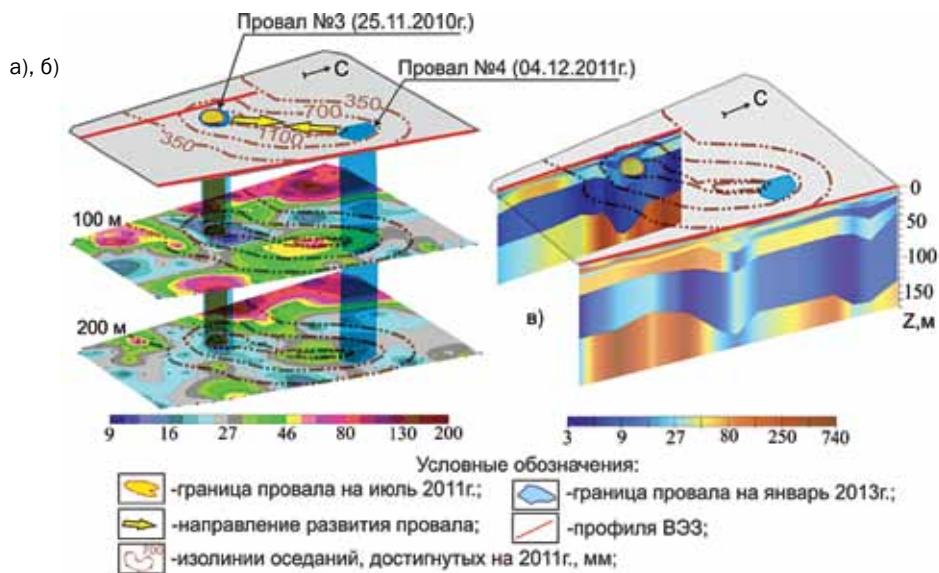 Провал №3 (25.11.2010г.)
а), б)
Провал №4 (04.12.2011г.)
С
350
700
1100
350
100 м
200 м
9 16 27 46 80 130 200
С
0
50
100
150
Z,м
в)
3 9 27 80 250 740
Условные обозначения:
-граница провала на июль 2011г.;
-граница провала на январь 2013г.;
-направление развития провала;
-профиля ВЭЗ;
700
-изолинии оседаний, достигнутых на 2011г., мм;